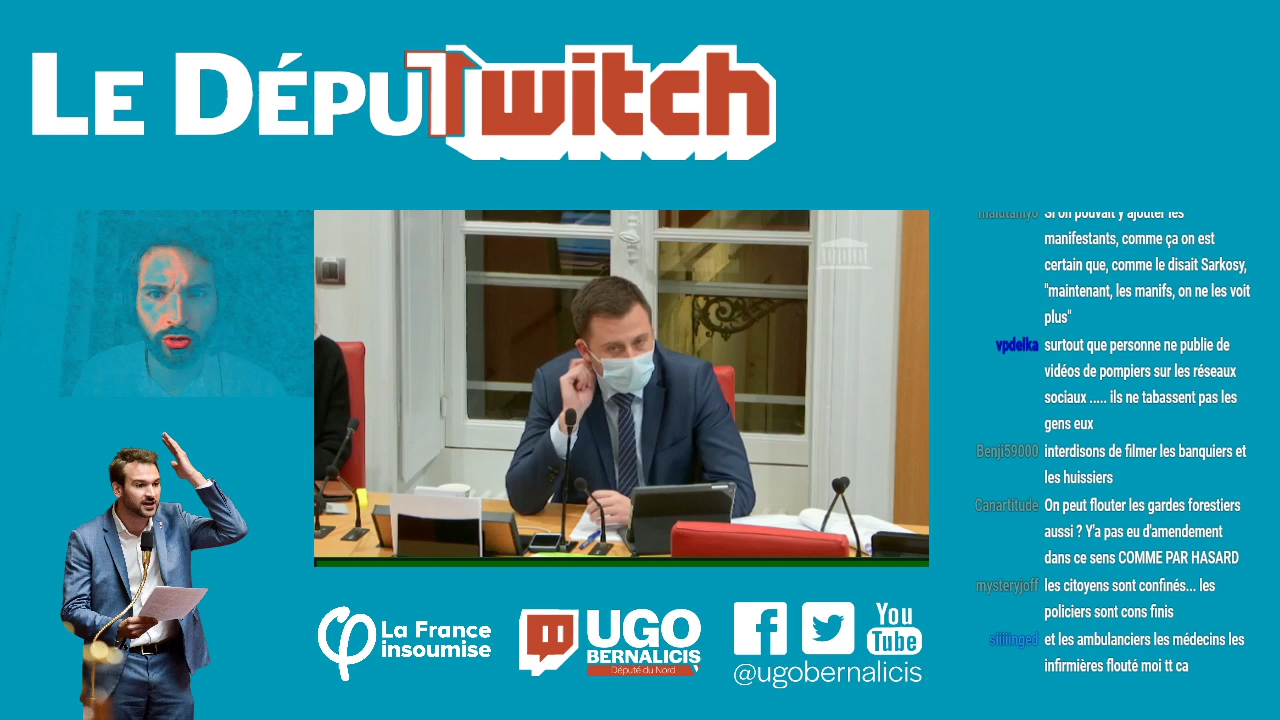 LE DÉPUTwitch
Si on pouvait y ajouter les
manifestants, comme ça on est
certain que, comme le disait Sarkosy,
"maintenant, les manifs, on ne les voit
plus"
vpdelka surtout que personne ne publie de
vidéos de pompiers sur les réseaux
sociaux ..... ils ne tabassent pas les
gens eux
Benji59000 interdisons de filmer les banquiers et
les huissiers
Canartitude On peut flouter les gardes forestiers
aussi ? Y'a pas eu d'amendement
dans ce sens COMME PAR HASARD
mysteryjoff les citoyens sont confinés... les
policiers sont cons finis
siiiiinged et les ambulanciers les médecins les
infirmières flouté moi tt ca
La France
insoumise
UGO
BERNALICIS
Député du Nord
You
Tube
@ugobernalicis